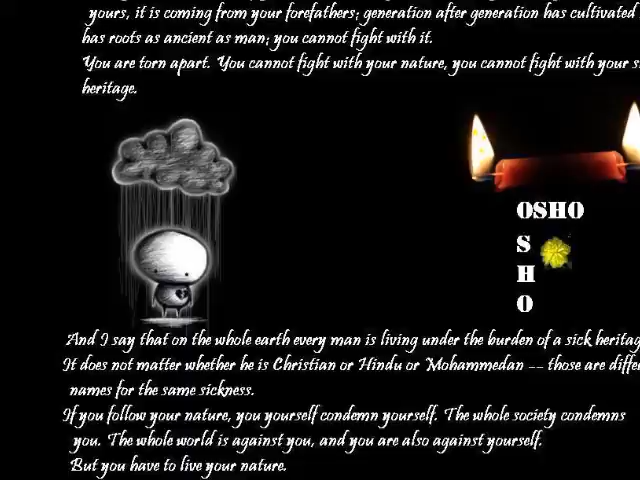 yours, it is coming from your forefathers; generation after generation has cultivated
has roots as ancient as man; you cannot fight with it.
You are torn apart. You cannot fight with your nature, you cannot fight with your
heritage.
OSHO
S
H
O
And I say that on the whole earth every man is living under the burden of a sick
It does not matter whether he is Christian or Hindu or Mohammedan -- those are
names for the same sickness.
If you follow your nature, you yourself condemn yourself. The whole society condemns
you. The whole world is against you, and you are also against yourself.
But you have to live your nature.